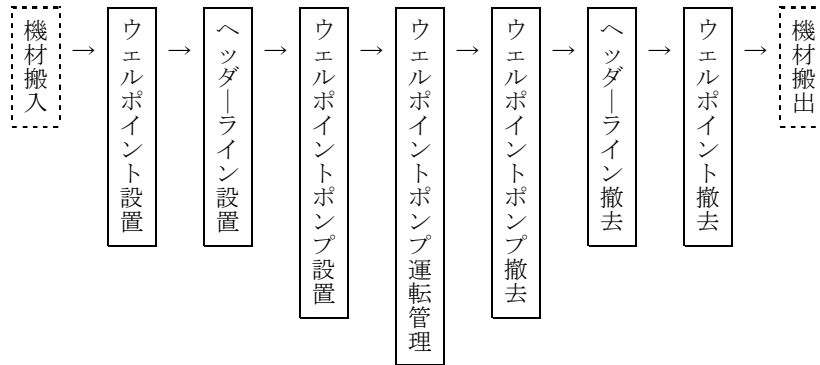 機材搬入
→
ウェルポイント設置
→
ヘッダーライン設置
→
ウェルポイントポンプ設置
→
ウェルポイントポンプ運転管理
→
ウェルポイントポンプ撤去
→
ヘッダーライン撤去
→
ウェルポイント撤去
→
機材搬出